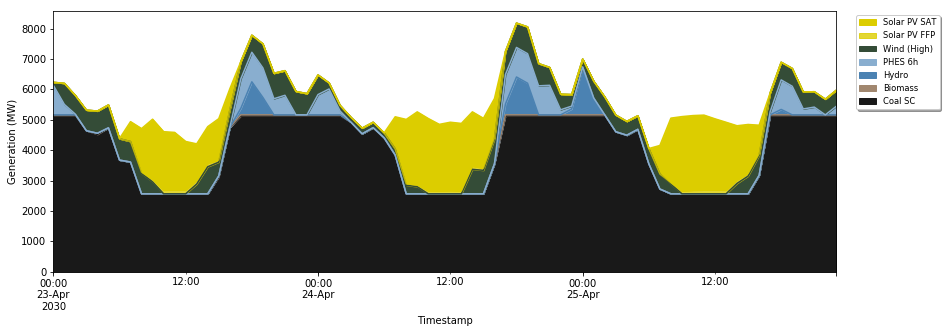 8000
7000
6000
5000
4000
3000
2000
1000
0
Generation (MW)
00:00
23-Apr
2030
12:00
00:00
24-Apr
12:00
00:00
25-Apr
12:00
Timestamp
Solar PV SAT
Solar PV FFP
Wind (High)
PHES 6h
Hydro
Biomass
Coal SC